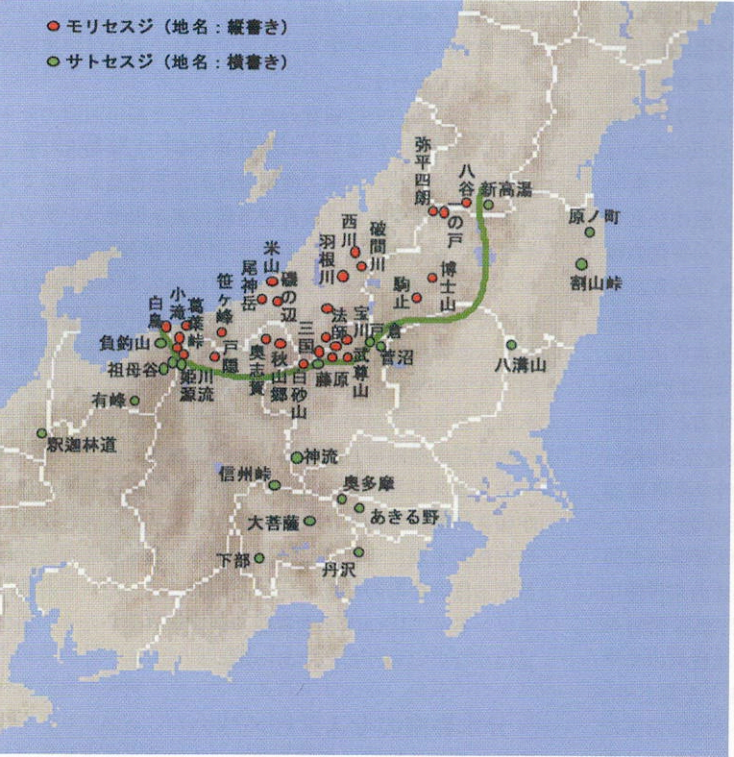 モリセスジ（地名：縦書き）
サトセスジ（地名：横書き）
弥平四朗
八谷
新高湯
一の戸
原ノ町
西川
破間川
羽根川
割山峠
米山
尾神岳
磯の辺
博士山
駒止
笹ヶ峰
小滝
葛葉峠
白鳥
法師
宝川
戸倉
三国
負釣山
菅沼
戸隠
武尊山
八溝山
祖母谷
姫川
源流
奥志賀
秋山郷
白砂山
藤原
有峰
釈迦林道
神流
信州峠
奥多摩
大菩薩
あきる野
下部
丹沢